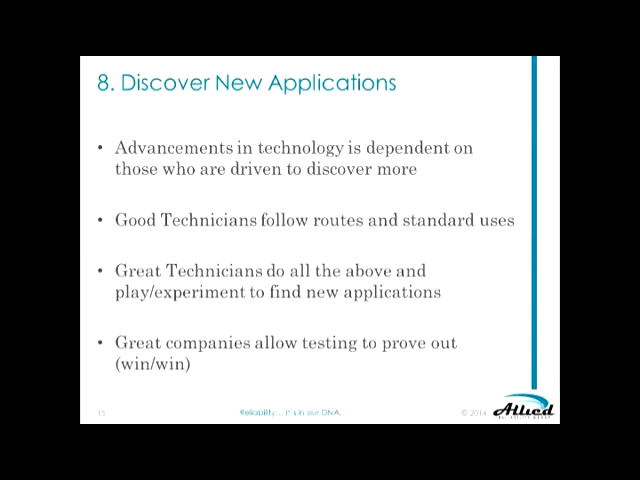 8. Discover New Applications
• Advancements in technology is dependent on
those who are driven to discover more
• Good Technicians follow routes and standard uses
• Great Technicians do all the above and
play/experiment to find new applications
• Great companies allow testing to prove out
(win/win)
15
Reliability... it's in our DNA.
© 2014
Allied